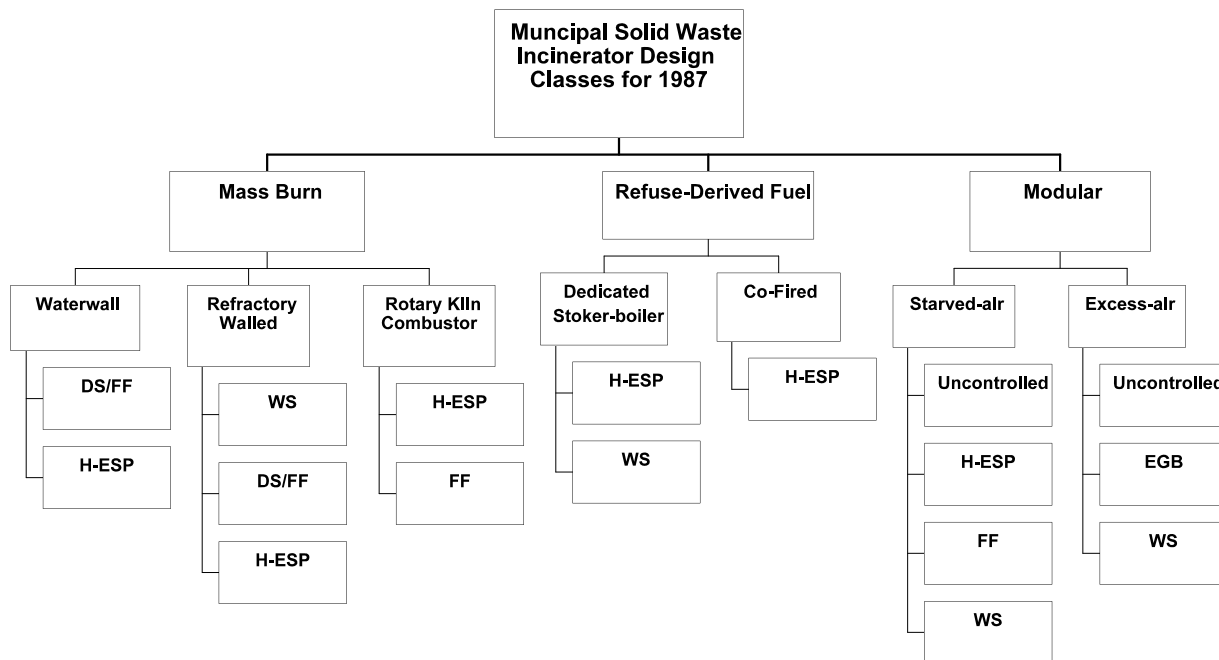 Muncipal Solid Waste
Incinerator Design
Classes for 1987
Mass Burn
Refuse-Derived Fuel
Modular
Waterwall
Refractory
Walled
Rotary KIln
Combustor
Dedicated
Stoker-boiler
Co-Fired
Starved-aIr
Excess-aIr
DS/FF
H-ESP
WS
DS/FF
H-ESP
H-ESP
FF
H-ESP
WS
H-ESP
Uncontrolled
H-ESP
FF
WS
Uncontrolled
EGB
WS